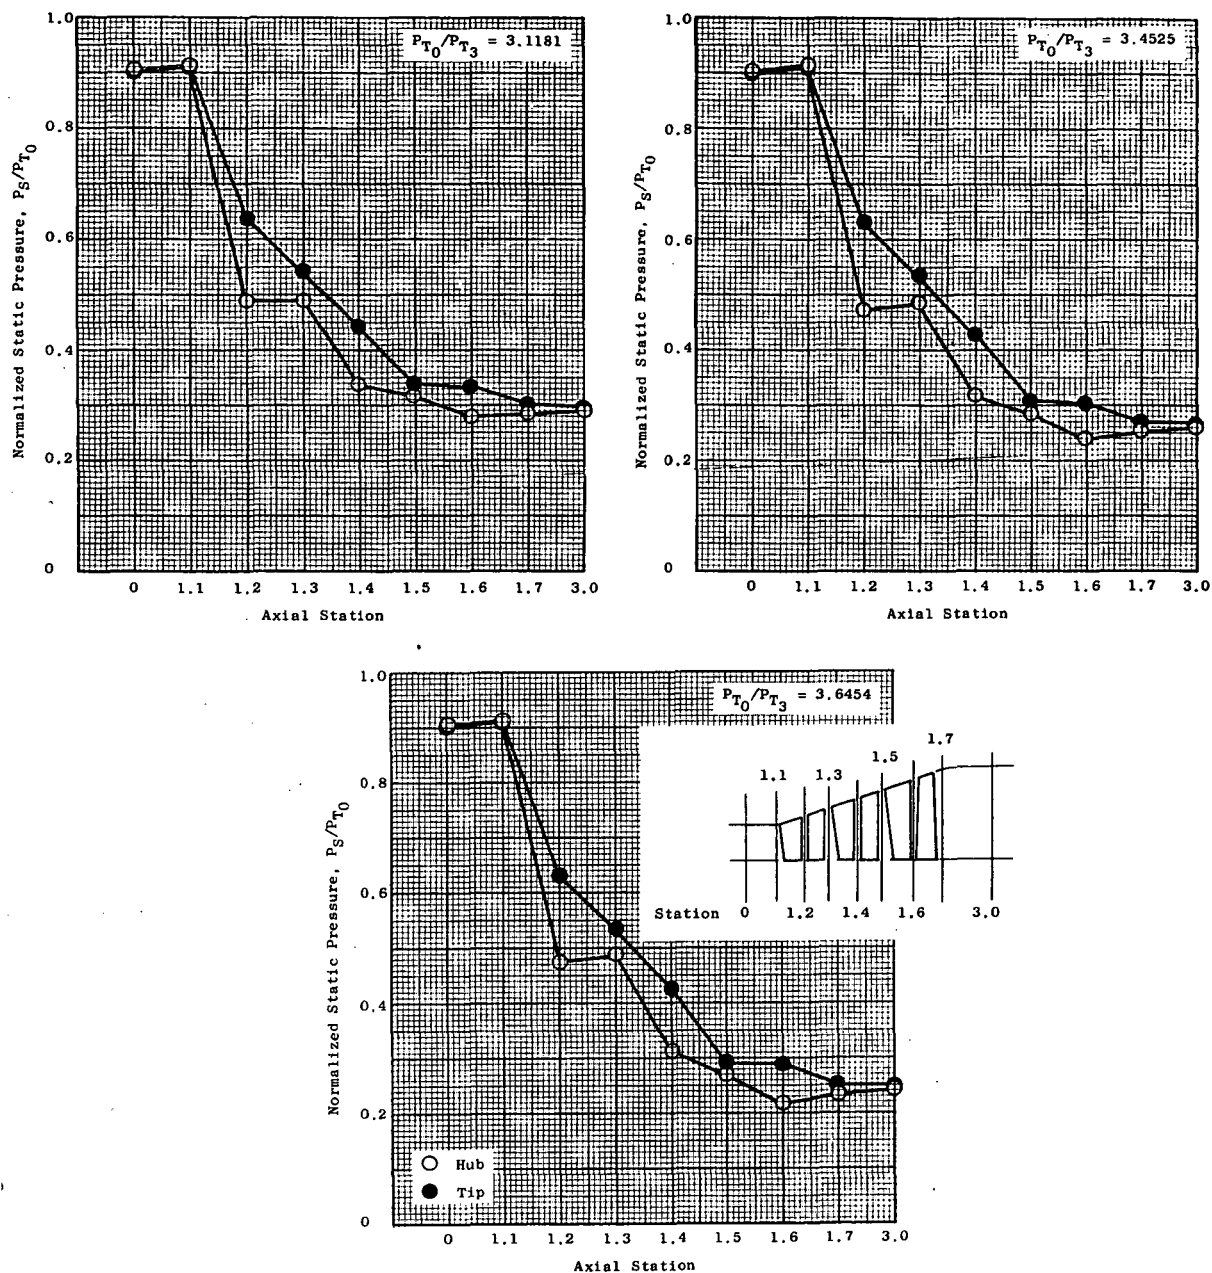 P_T0/P_T3 = 3.1181
1.0
0.8
0.6
0.4
0.2
0
Normalized Static Pressure, P_S/P_T0
0 1.1 1.2 1.3 1.4 1.5 1.6 1.7 3.0
Axial Station
P_T0/P_T3 = 3.4525
1.0
0.8
0.6
0.4
0.2
0
Normalized Static Pressure, P_S/P_T0
0 1.1 1.2 1.3 1.4 1.5 1.6 1.7 3.0
Axial Station
P_T0/P_T3 = 3.6454
1.0
0.8
0.6
0.4
0.2
0
Normalized Static Pressure, P_S/P_T0
1.7
1.5
1.1 1.3
Station 0 1.2 1.4 1.6 3.0
Hub
Tip
0 1.1 1.2 1.3 1.4 1.5 1.6 1.7 3.0
Axial Station